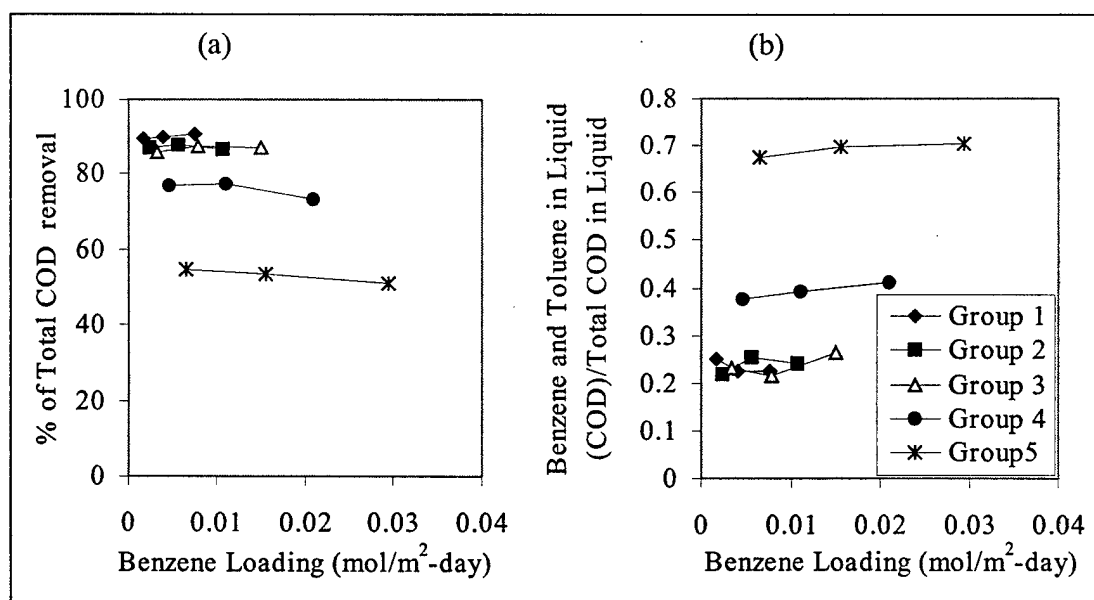 (a)
(b)
% of Total COD removal
100
80
60
40
20
0
0 0.01 0.02 0.03 0.04
Benzene Loading (mol/m²-day)
Benzene and Toluene in Liquid
(COD)/Total COD in Liquid
0.8
0.7
0.6
0.5
0.4
0.3
0.2
0.1
0
0 0.01 0.02 0.03 0.04
Benzene Loading (mol/m²-day)
Group 1
Group 2
Group 3
Group 4
Group5